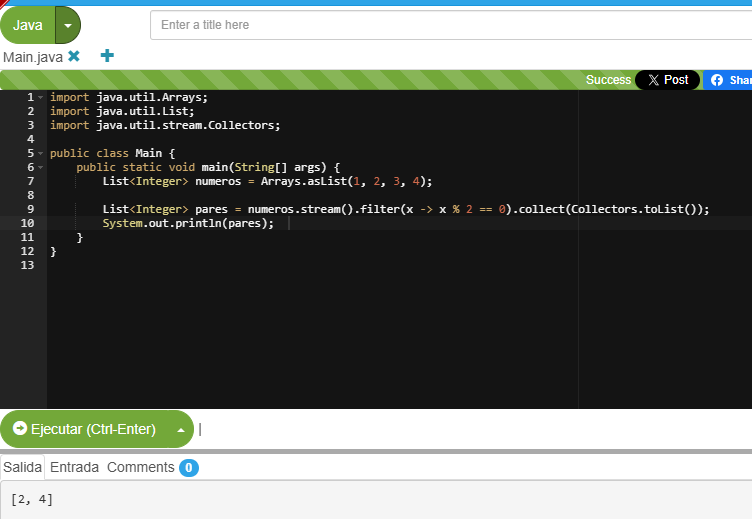 Java
Enter a title here
Main.java
Success Post Shar
1 import java.util.Arrays;
2 import java.util.List;
3 import java.util.stream.Collectors;
4
5 public class Main {
6     public static void main(String[] args) {
7         List<Integer> numeros = Arrays.asList(1, 2, 3, 4);
8
9         List<Integer> pares = numeros.stream().filter(x -> x % 2 == 0).collect(Collectors.toList());
10         System.out.println(pares);
11     }
12 }
13
Ejecutar (Ctrl-Enter)
Salida Entrada Comments 0
[2, 4]